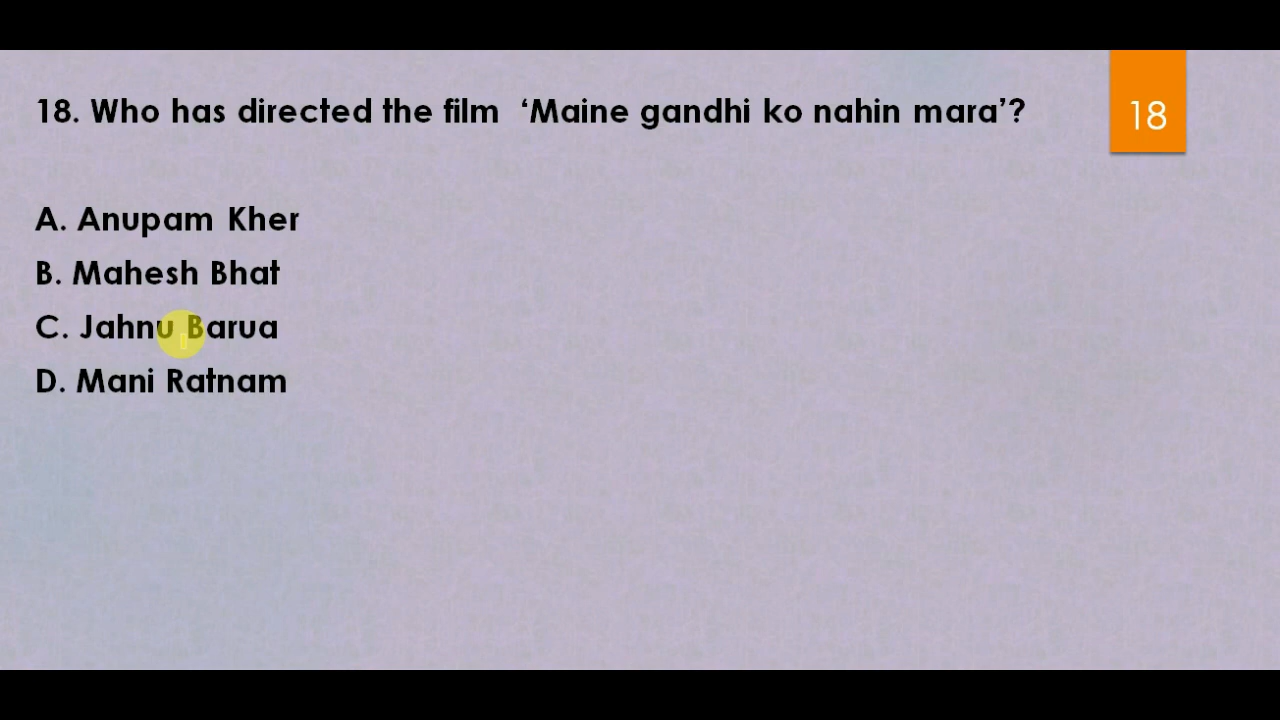 18. Who has directed the film ‘Maine gandhi ko nahin mara’?
18
A. Anupam Kher
B. Mahesh Bhat
C. Jahnu Barua
D. Mani Ratnam